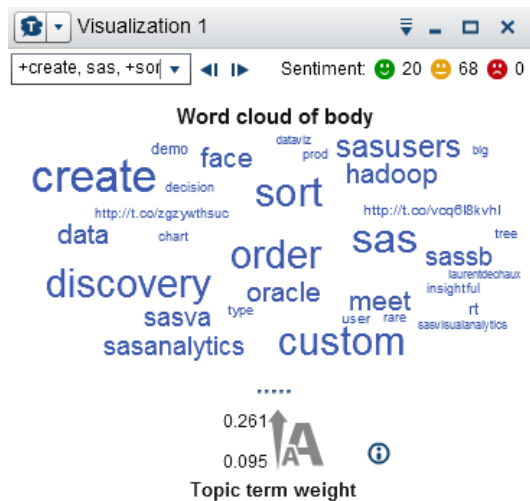 Visualization 1
+create, sas, +sor
Sentiment: 20 68 0
Word cloud of body
demo
dataviz
prod
sasusers
big
face
create
decision
sort
hadoop
http://t.co/zgzywthsuc
http://t.co/vcq6l8kvhl
data
chart
order
sas
tree
sassb
laurentdechaux
discovery
oracle
insightful
meet
sasva
type
user
rare
rt
sasvisualanalytics
sasanalytics
custom
0.261
0.095
Topic term weight